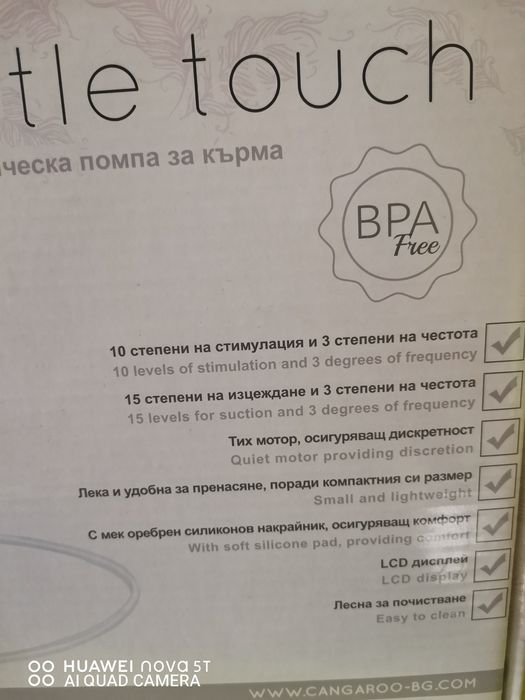 tle touch
ческа помпа за кърма
BPA
Free
10 степени на стимулация и 3 степени на честота
10 levels of stimulation and 3 degrees of frequency
15 степени на изцеждане и 3 степени на честота
15 levels for suction and 3 degrees of frequency
Тих мотор, осигуряващ дискретност
Quiet motor providing discretion
Лека и удобна за пренасяне, поради компактния си размер
Small and lightweight
С мек оребрен силиконов накрайник, осигуряващ комфорт
With soft silicone pad, providing comfort
LCD дисплей
LCD display
Лесна за почистване
Easy to clean
HUAWEI nova 5T
AI QUAD CAMERA
WWW.CANGAROO-BG.COM